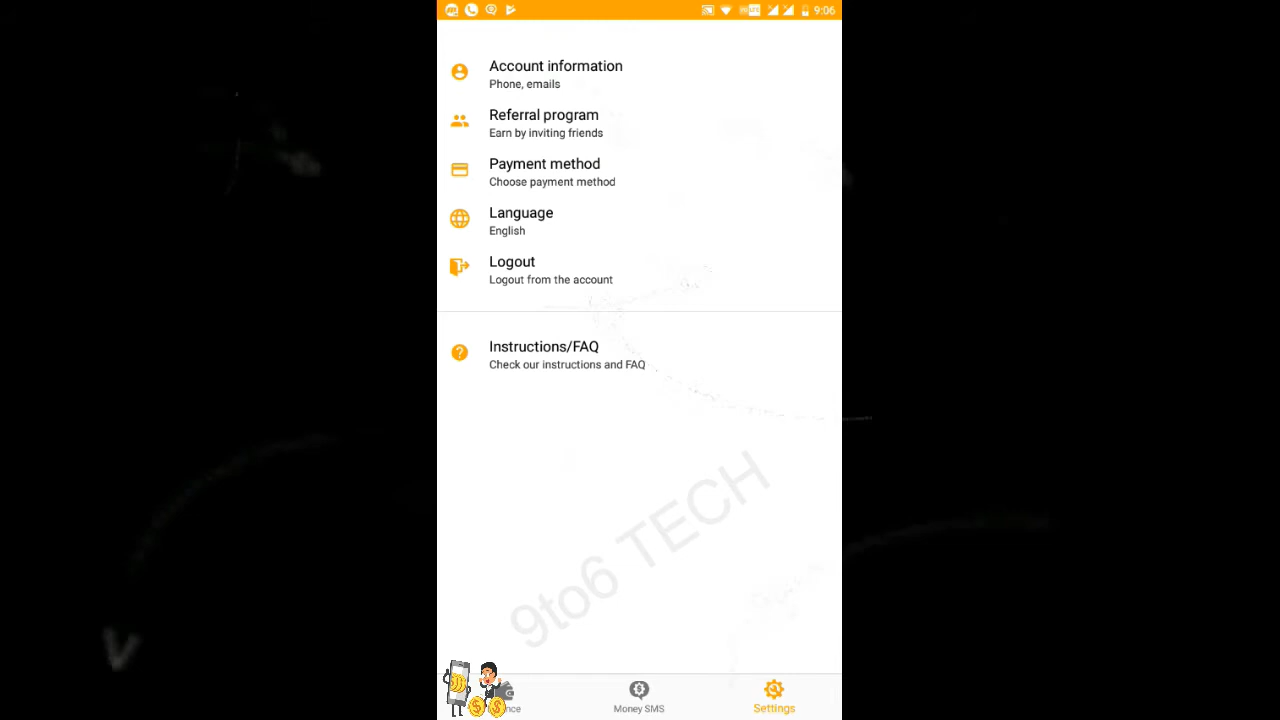 9:06
Account information
Phone, emails
Referral program
Earn by inviting friends
Payment method
Choose payment method
Language
English
Logout
Logout from the account
Instructions/FAQ
Check our instructions and FAQ
9to6 TECH
V
Money SMS
Settings